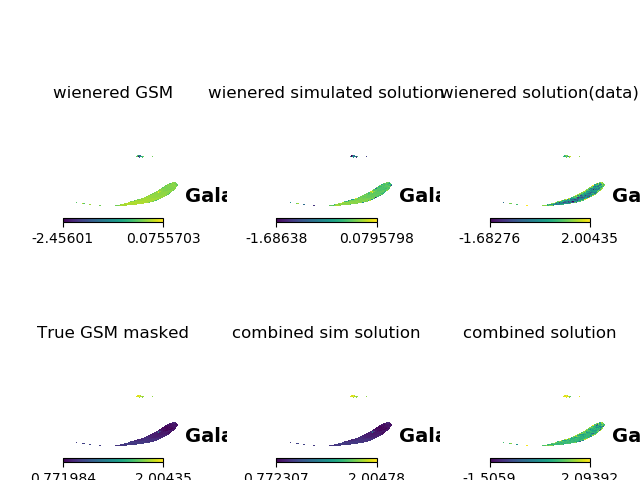 wienered GSM
wienered simulated solution
wienered solution(data)
Gala
Gala
Ga
-2.45601 0.0755703
-1.68638 0.0795798
-1.68276 2.00435
True GSM masked
combined sim solution
combined solution
Gala
Gala
Ga
0.771984 2.00435
0.772307 2.00478
-1.5059 2.09392